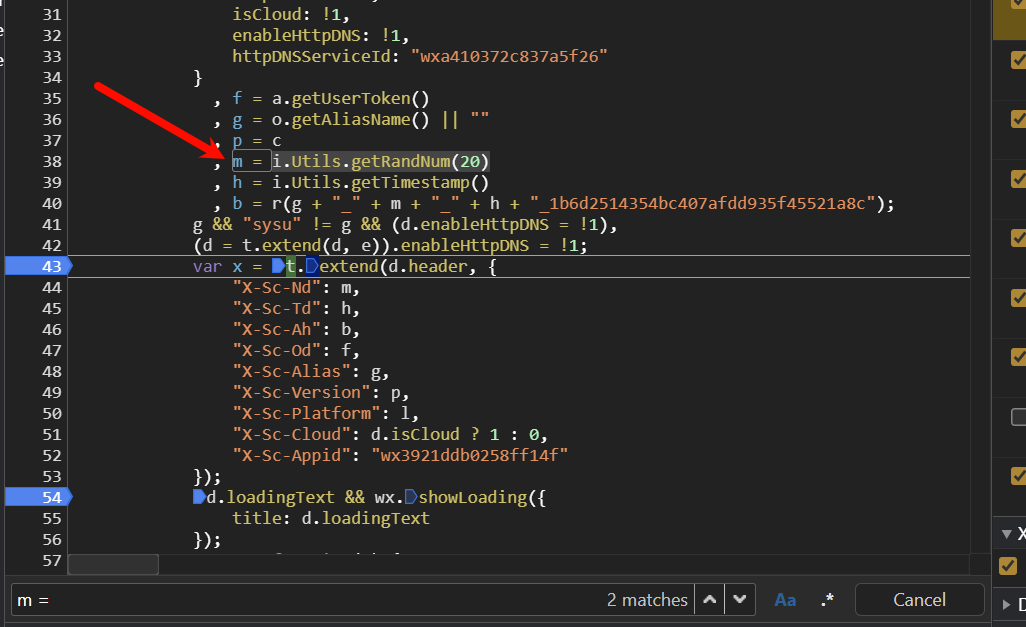 31 isCloud: !1,
32 enableHttpDNS: !1,
33 httpDNSServiceId: "wxa410372c837a5f26"
34 }
35 , f = a.getUserToken()
36 , g = o.getAliasName() || ""
37 , p = c
38 , m = i.Utils.getRandNum(20)
39 , h = i.Utils.getTimestamp()
40 , b = r(g + "_" + m + "_" + h + "_1b6d2514354bc407afdd935f45521a8c");
41 g && "sysu" != g && (d.enableHttpDNS = !1),
42 (d = t.extend(d, e)).enableHttpDNS = !1;
43 var x = t.extend(d.header, {
44 "X-Sc-Nd": m,
45 "X-Sc-Td": h,
46 "X-Sc-Ah": b,
47 "X-Sc-Od": f,
48 "X-Sc-Alias": g,
49 "X-Sc-Version": p,
50 "X-Sc-Platform": l,
51 "X-Sc-Cloud": d.isCloud ? 1 : 0,
52 "X-Sc-Appid": "wx3921ddb0258ff14f"
53 });
54 d.loadingText && wx.showLoading({
55 title: d.loadingText
56 });
57
m =
2 matches
Aa
.*
Cancel